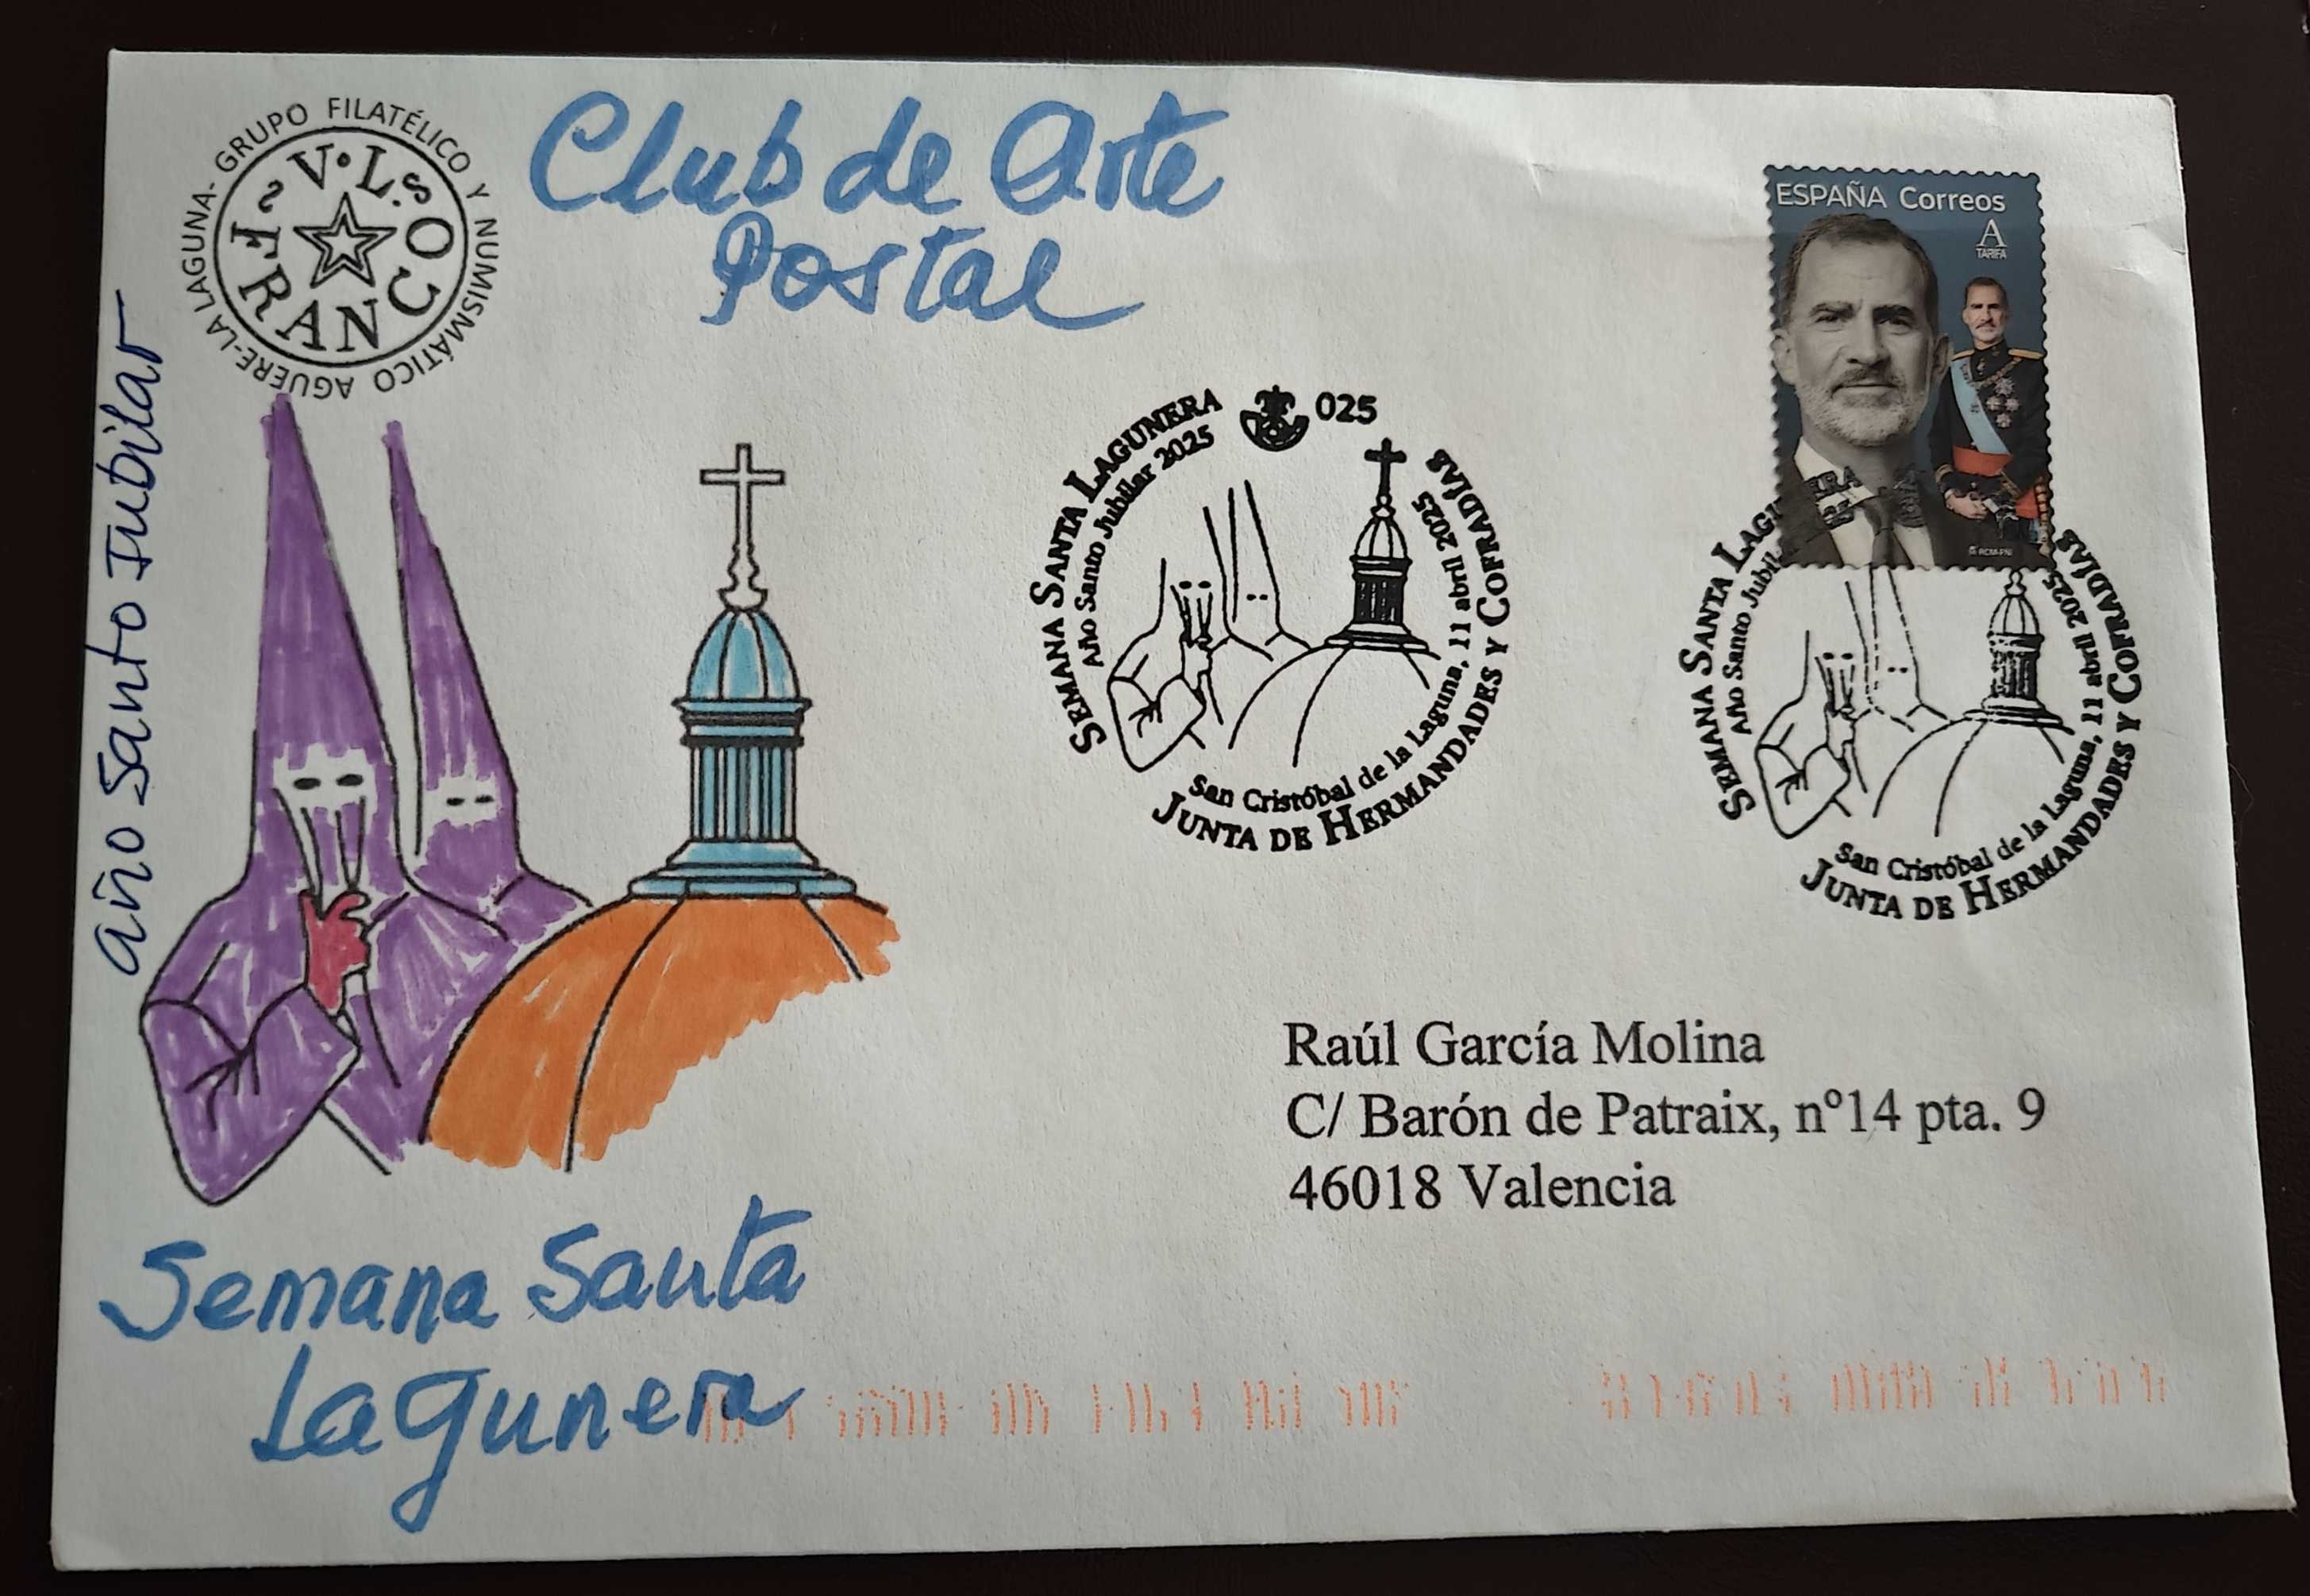 GRUPO FILATÉLICO Y NUMISMÁTICO AGUERE-LA LAGUNA-
V.Ls.O
FRANCO
Club de Arte
Postal
Año Santo Jubilar
ESPAÑA Correos
A
TARIFA
RCM-FNMT
025
SEMANA SANTA LAGUNERA
Año Santo Jubilar 2025
San Cristóbal de la Laguna, 11 abril 2025
JUNTA DE HERMANDADES Y COFRADÍAS
SEMANA SANTA LAGUNERA
Año Santo Jubilar
San Cristóbal de la Laguna, 11 abril 2025
JUNTA DE HERMANDADES Y COFRADÍAS
Raúl García Molina
C/ Barón de Patraix, nº14 pta. 9
46018 Valencia
Semana Santa
Lagunera